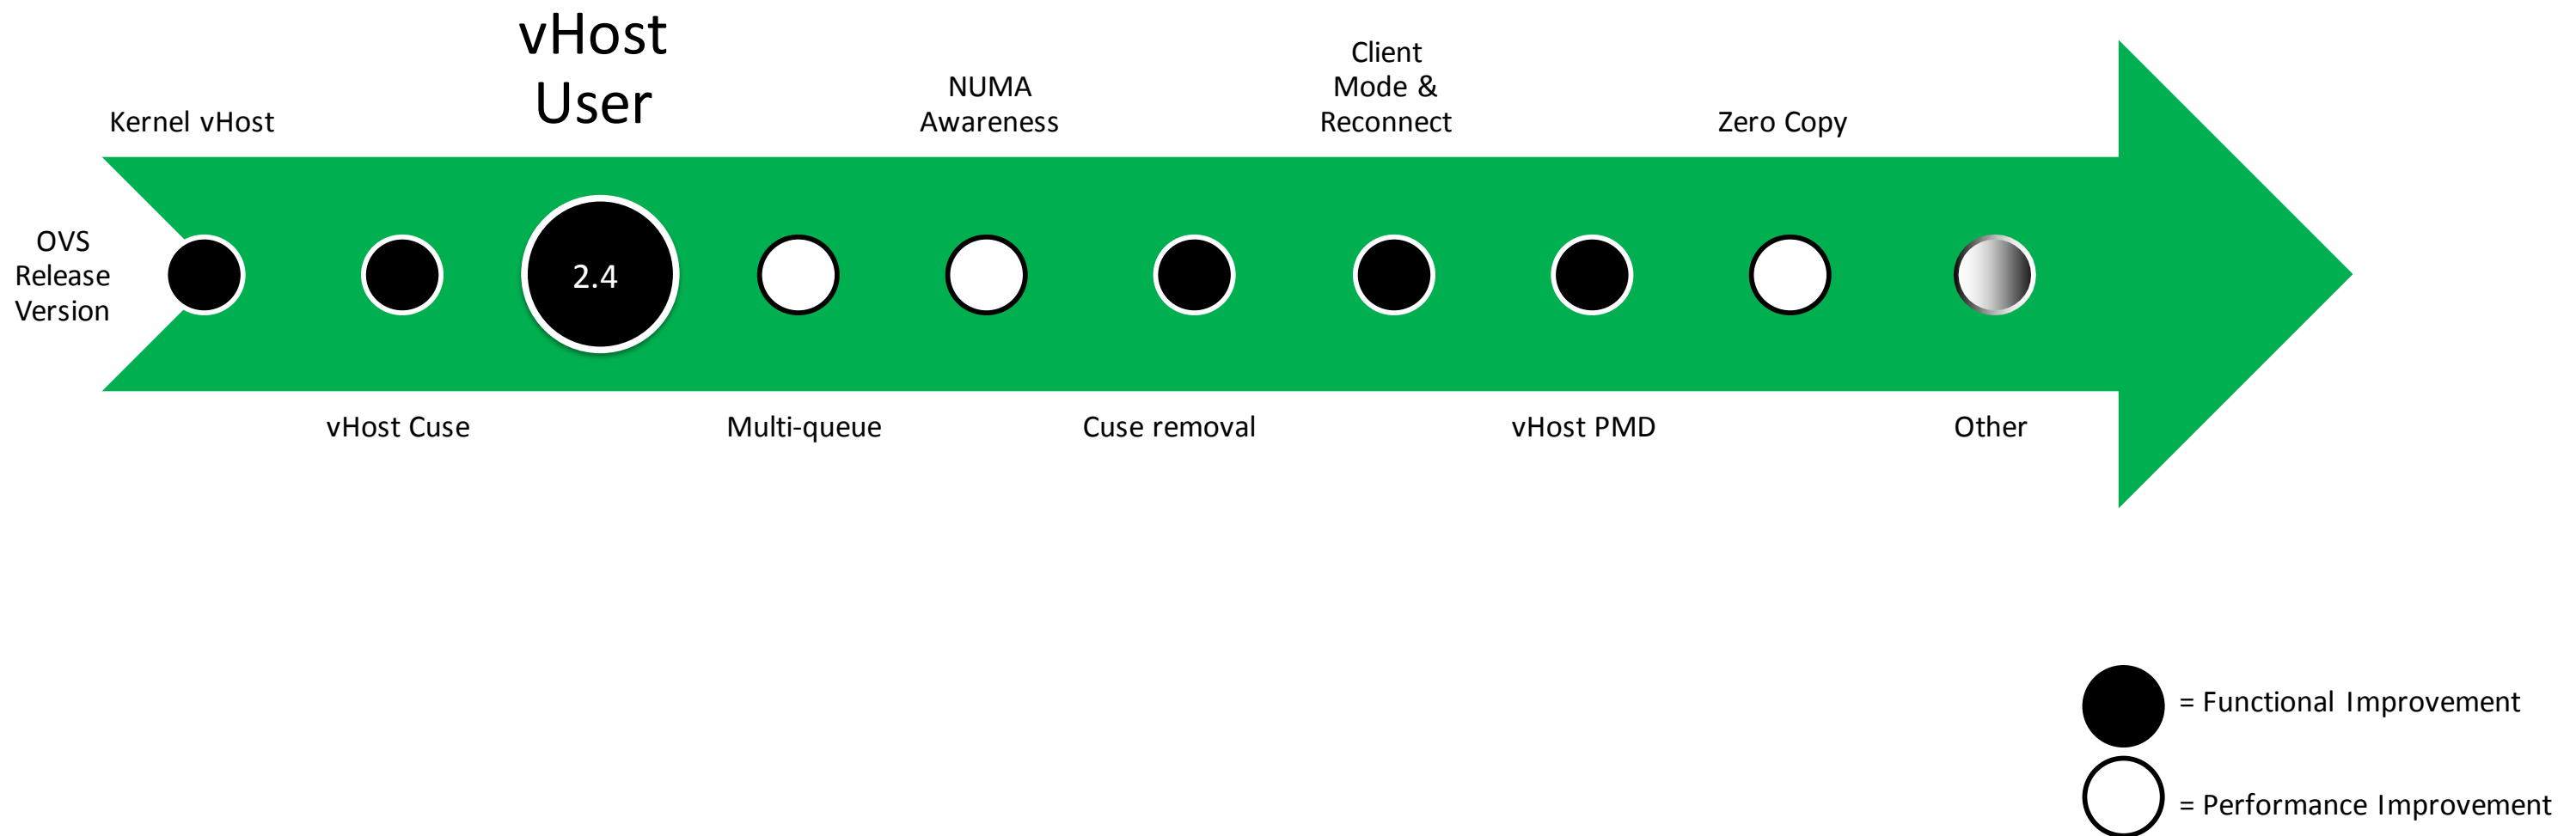 vHost
User
Kernel vHost
NUMA
Awareness
Client
Mode &
Reconnect
Zero Copy
OVS
Release
Version
2.4
vHost Cuse
Multi-queue
Cuse removal
vHost PMD
Other
= Functional Improvement
= Performance Improvement